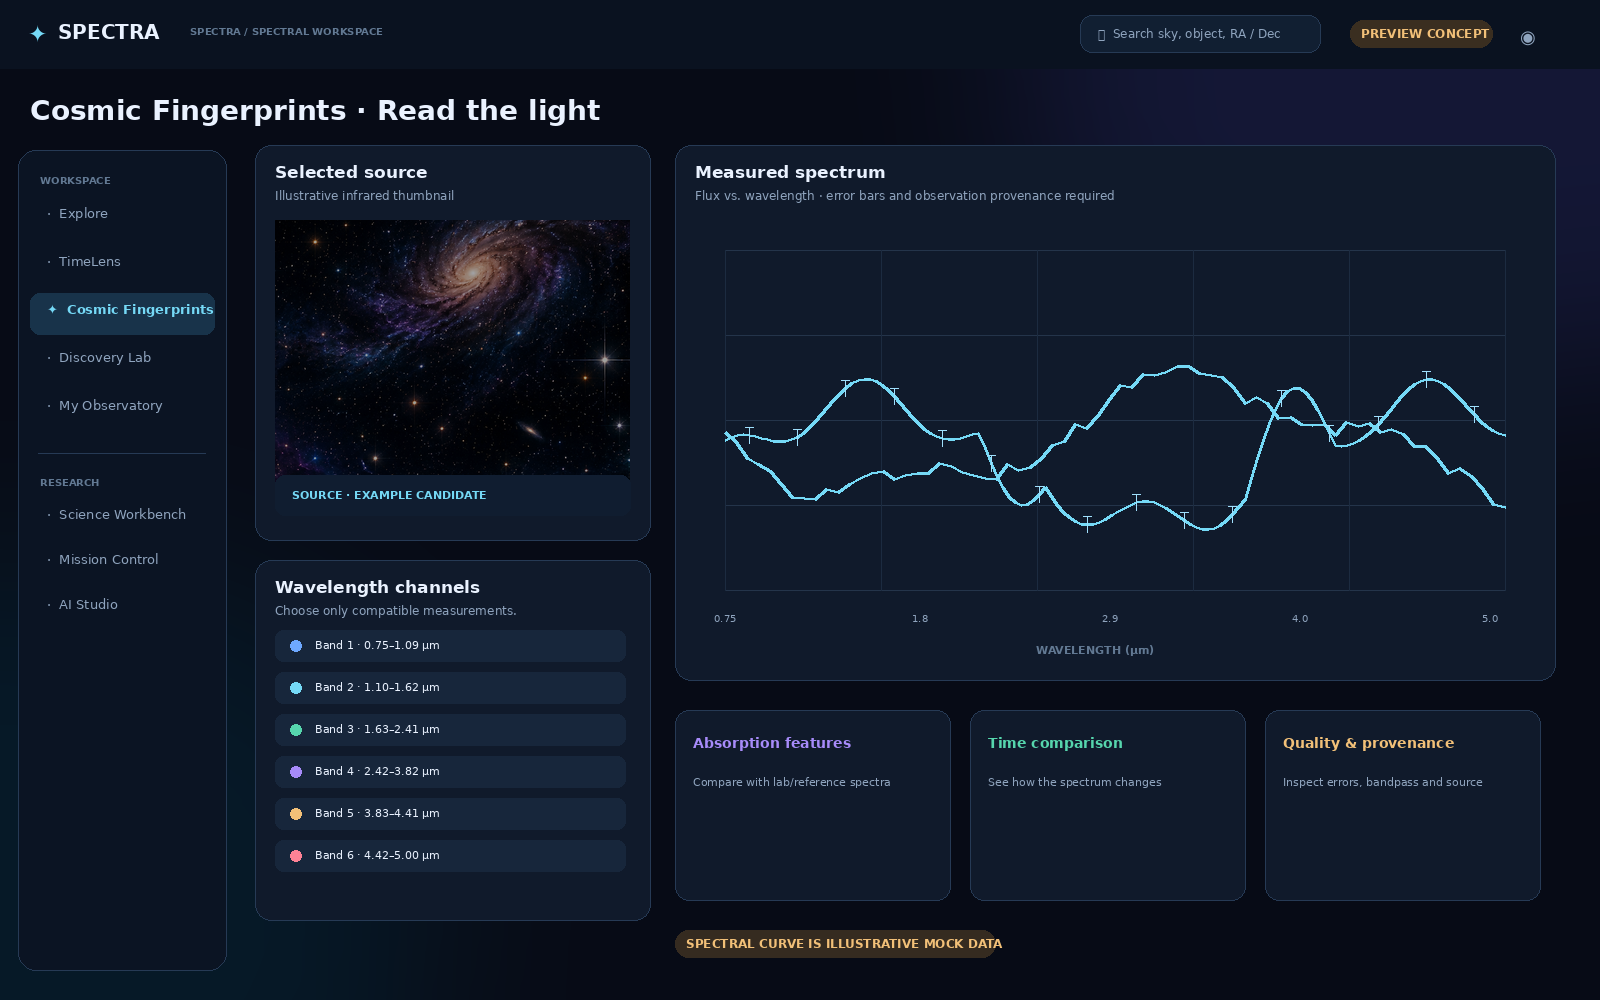 ✦ SPECTRA
SPECTRA / SPECTRAL WORKSPACE
Search sky, object, RA / Dec
PREVIEW CONCEPT
Cosmic Fingerprints · Read the light
WORKSPACE
· Explore
· TimeLens
✦ Cosmic Fingerprints
· Discovery Lab
· My Observatory
RESEARCH
· Science Workbench
· Mission Control
· AI Studio
Selected source
Illustrative infrared thumbnail
SOURCE · EXAMPLE CANDIDATE
Wavelength channels
Choose only compatible measurements.
Band 1 · 0.75–1.09 µm
Band 2 · 1.10–1.62 µm
Band 3 · 1.63–2.41 µm
Band 4 · 2.42–3.82 µm
Band 5 · 3.83–4.41 µm
Band 6 · 4.42–5.00 µm
Measured spectrum
Flux vs. wavelength · error bars and observation provenance required
0.75 1.8 2.9 4.0 5.0
WAVELENGTH (µm)
Absorption features
Compare with lab/reference spectra
Time comparison
See how the spectrum changes
Quality & provenance
Inspect errors, bandpass and source
SPECTRAL CURVE IS ILLUSTRATIVE MOCK DATA